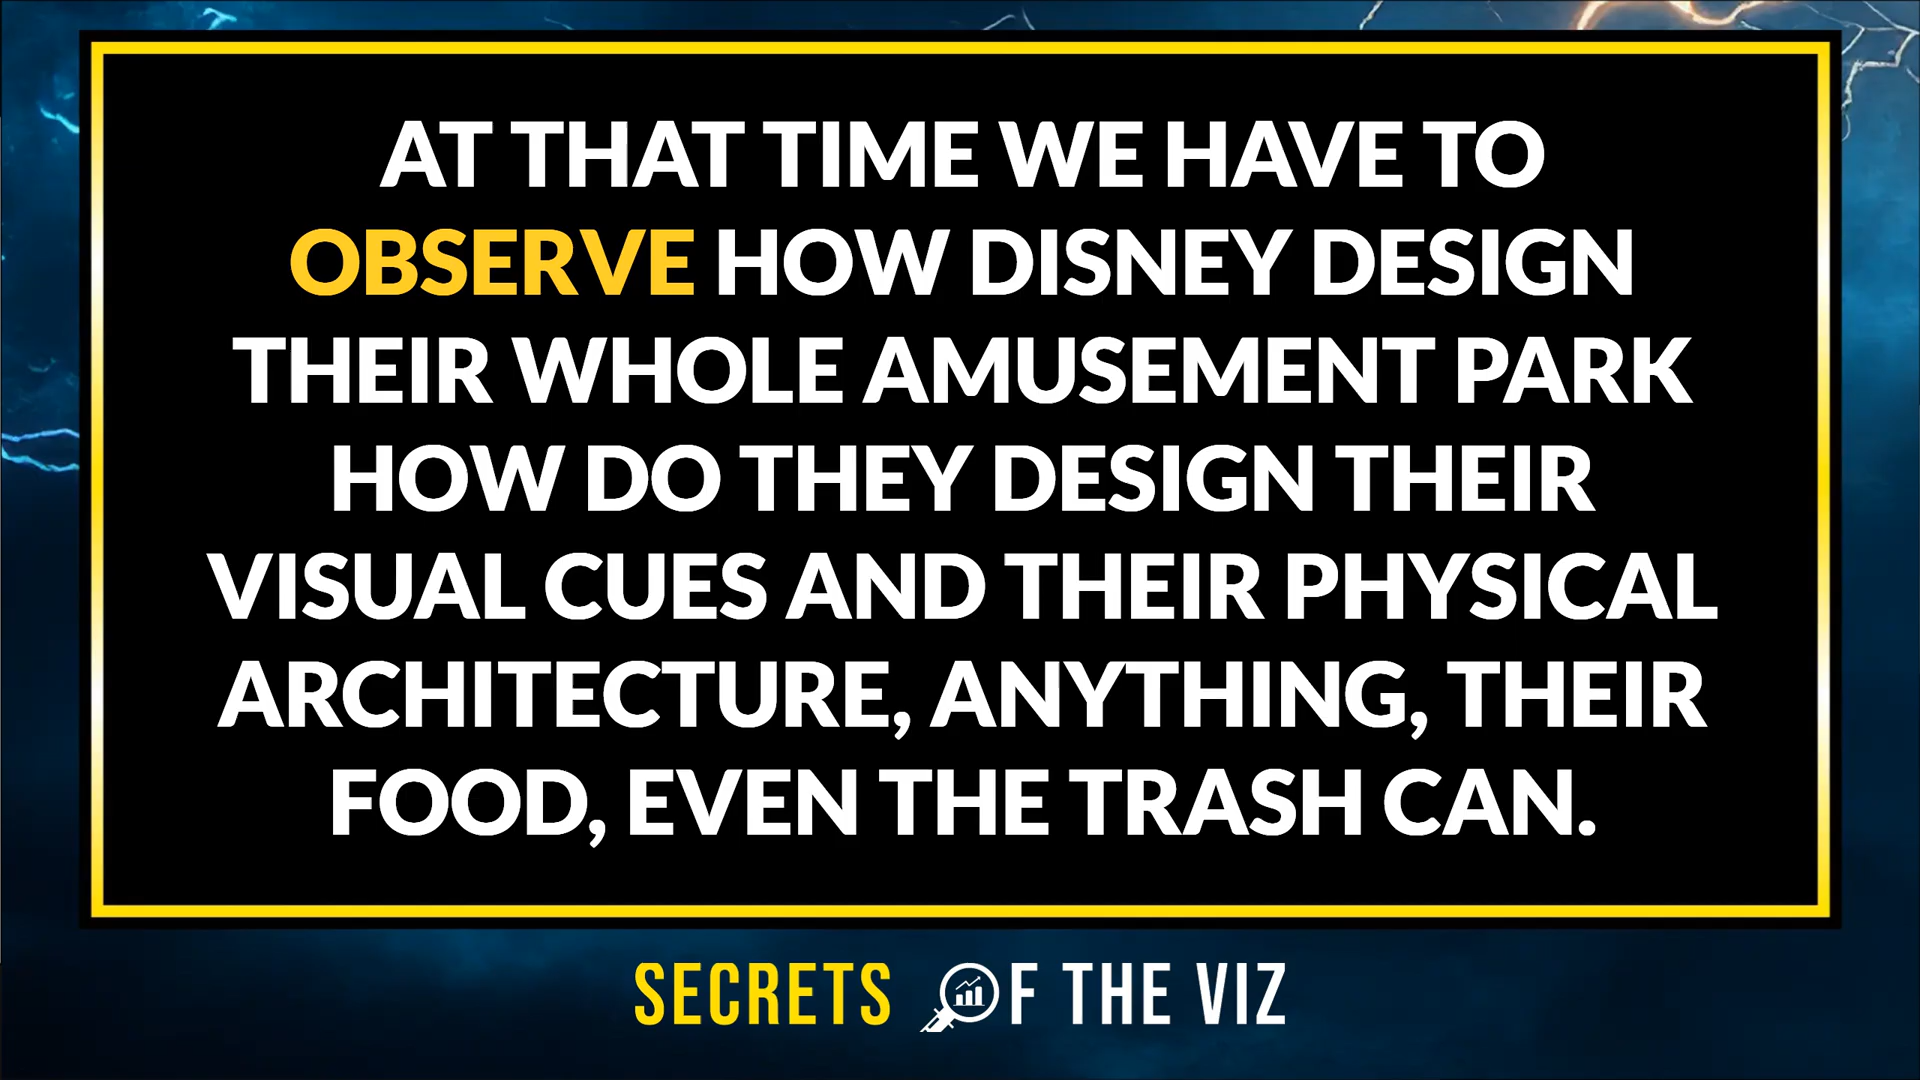 AT THAT TIME WE HAVE TO
OBSERVE HOW DISNEY DESIGN
THEIR WHOLE AMUSEMENT PARK
HOW DO THEY DESIGN THEIR
VISUAL CUES AND THEIR PHYSICAL
ARCHITECTURE, ANYTHING, THEIR
FOOD, EVEN THE TRASH CAN.
SECRETS OF THE VIZ